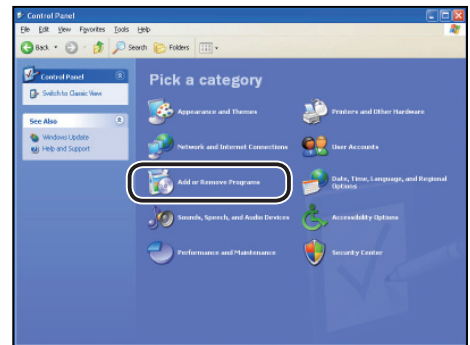 Control Panel
File Edit View Favorites Tools Help
Back Search Folders
Control Panel
Switch to Classic View
See Also
Windows Update
Help and Support
Pick a category
Appearance and Themes
Printers and Other Hardware
Network and Internet Connections
User Accounts
Add or Remove Programs
Date, Time, Language, and Regional
Options
Sounds, Speech, and Audio Devices
Accessibility Options
Performance and Maintenance
Security Center